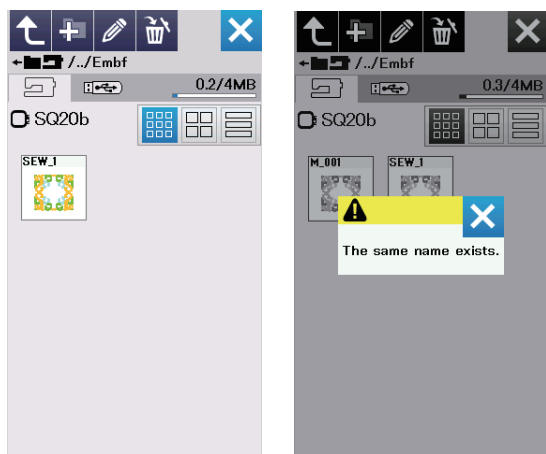 /../Embf
0.2/4MB
SQ20b
SEW_1
/../Embf
0.3/4MB
SQ20b
M_001 SEW_1
The same name exists.